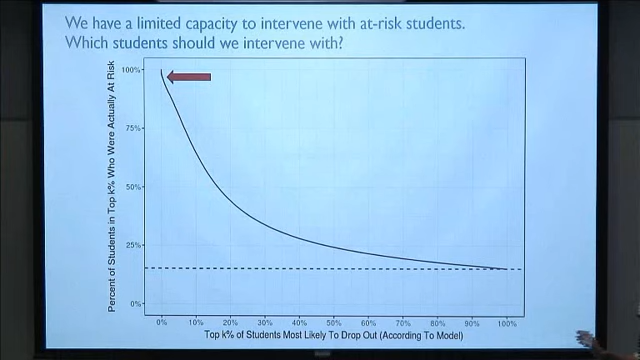 We have a limited capacity to intervene with at-risk students.
Which students should we intervene with?
Percent of Students in Top k% Who Were Actually At Risk
100%
75%
50%
25%
0%
0% 10% 20% 30% 40% 50% 60% 70% 80% 90% 100%
Top k% of Students Most Likely To Drop Out (According To Model)